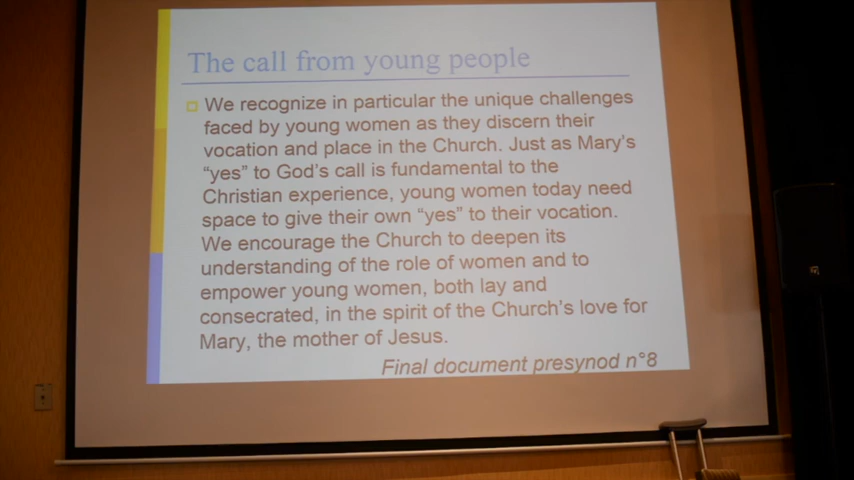 The call from young people
We recognize in particular the unique challenges
faced by young women as they discern their
vocation and place in the Church. Just as Mary's
"yes" to God's call is fundamental to the
Christian experience, young women today need
space to give their own "yes" to their vocation.
We encourage the Church to deepen its
understanding of the role of women and to
empower young women, both lay and
consecrated, in the spirit of the Church's love for
Mary, the mother of Jesus.
Final document presynod n°8